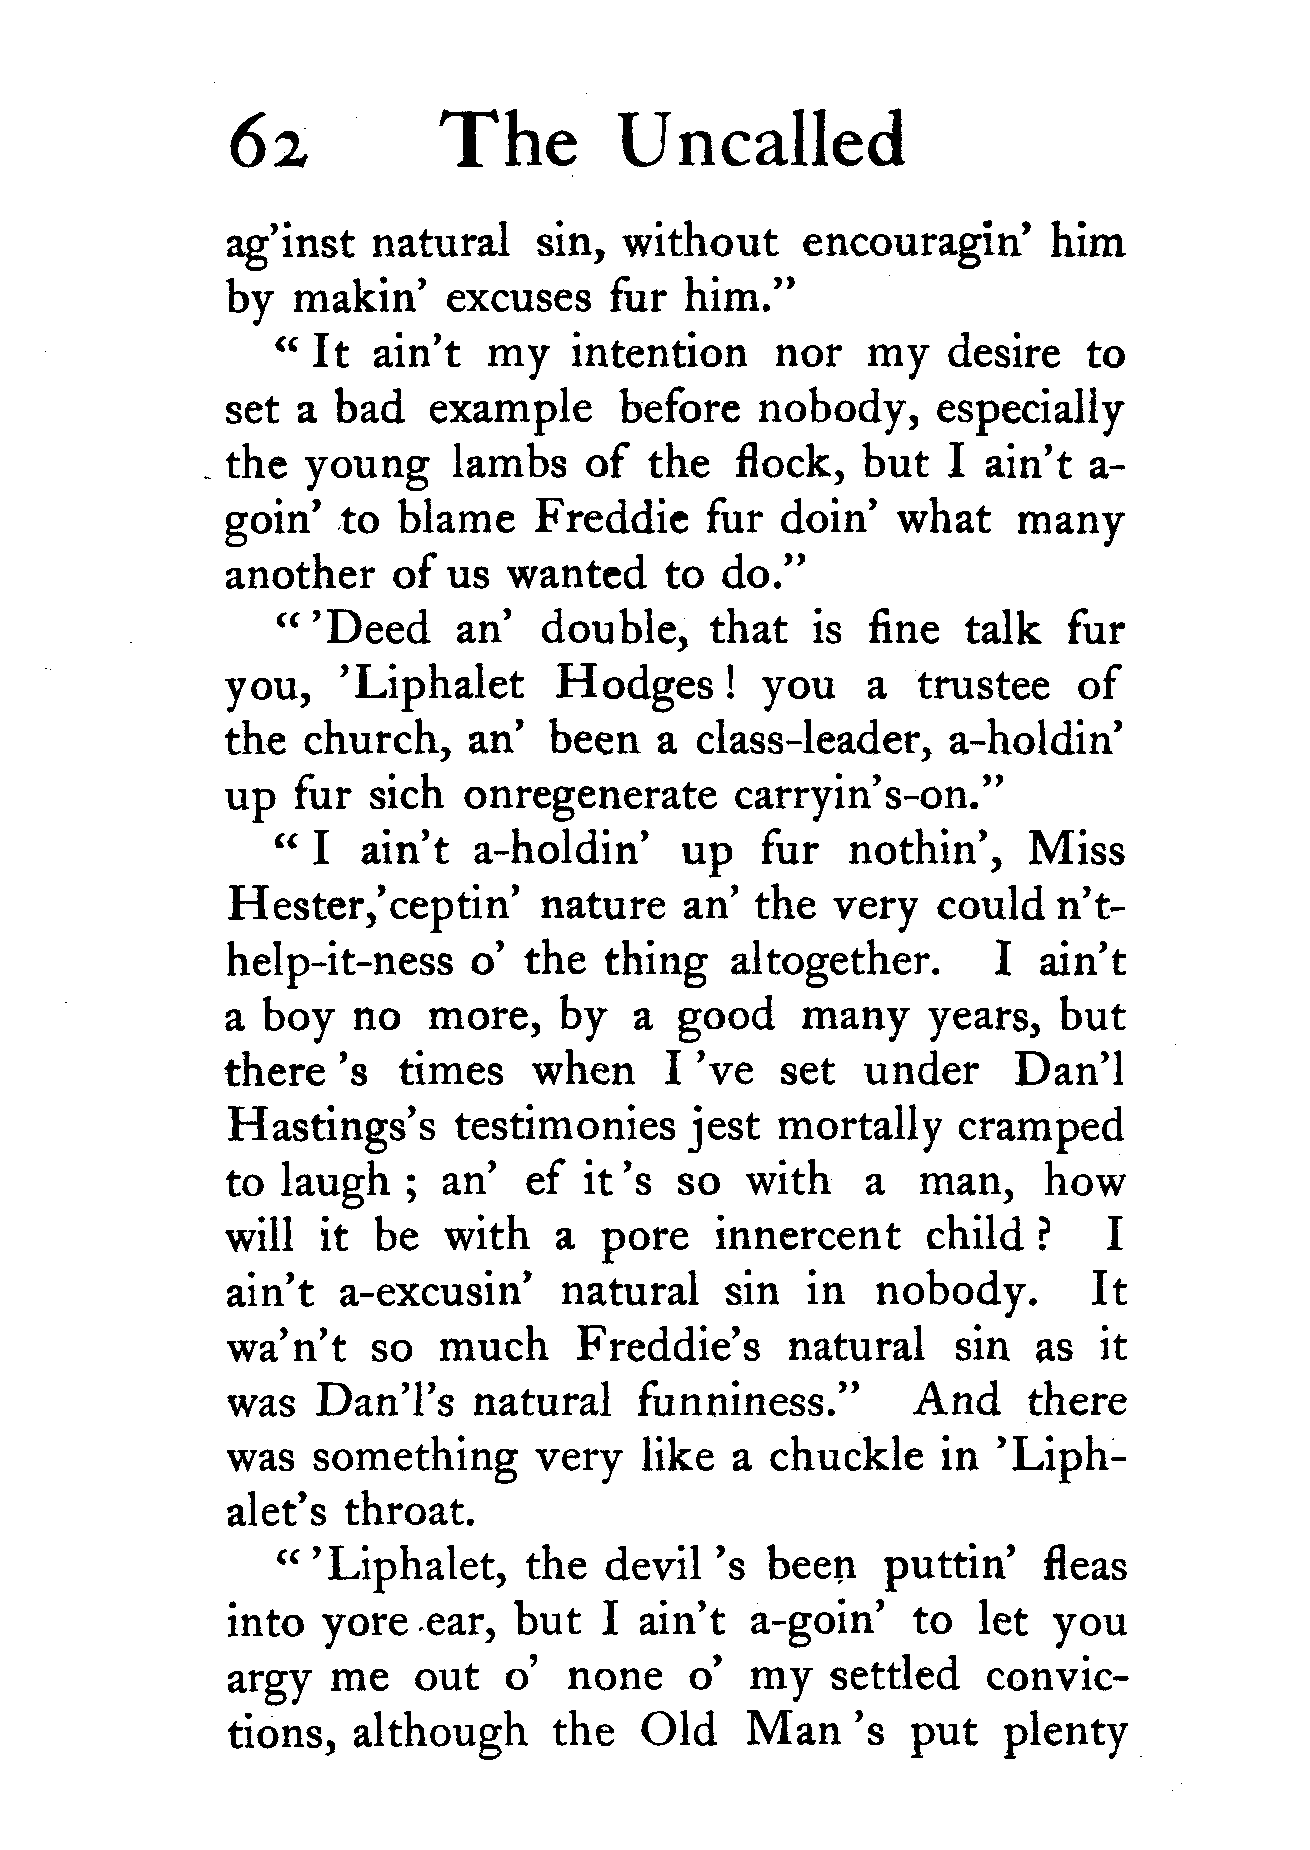 62 The Uncalled
ag'inst natural sin, without encouragin' him
by makin' excuses fur him."
" It ain't my intention nor my desire to
set a bad example before nobody, especially
the young lambs of the flock, but I ain't a-
goin' to blame Freddie fur doin' what many
another of us wanted to do."
" 'Deed an' double, that is fine talk fur
you, 'Liphalet Hodges ! you a trustee of
the church, an' been a class-leader, a-holdin'
up fur sich onregenerate carryin's-on."
" I ain't a-holdin' up fur nothin', Miss
Hester,'ceptin' nature an' the very could n't-
help-it-ness o' the thing altogether. I ain't
a boy no more, by a good many years, but
there 's times when I 've set under Dan'l
Hastings's testimonies jest mortally cramped
to laugh ; an' ef it 's so with a man, how
will it be with a pore innercent child ? I
ain't a-excusin' natural sin in nobody. It
wa'n't so much Freddie's natural sin as it
was Dan'l's natural funniness." And there
was something very like a chuckle in 'Liph-
alet's throat.
" 'Liphalet, the devil 's been puttin' fleas
into yore ear, but I ain't a-goin' to let you
argy me out o' none o' my settled convic-
tions, although the Old Man 's put plenty